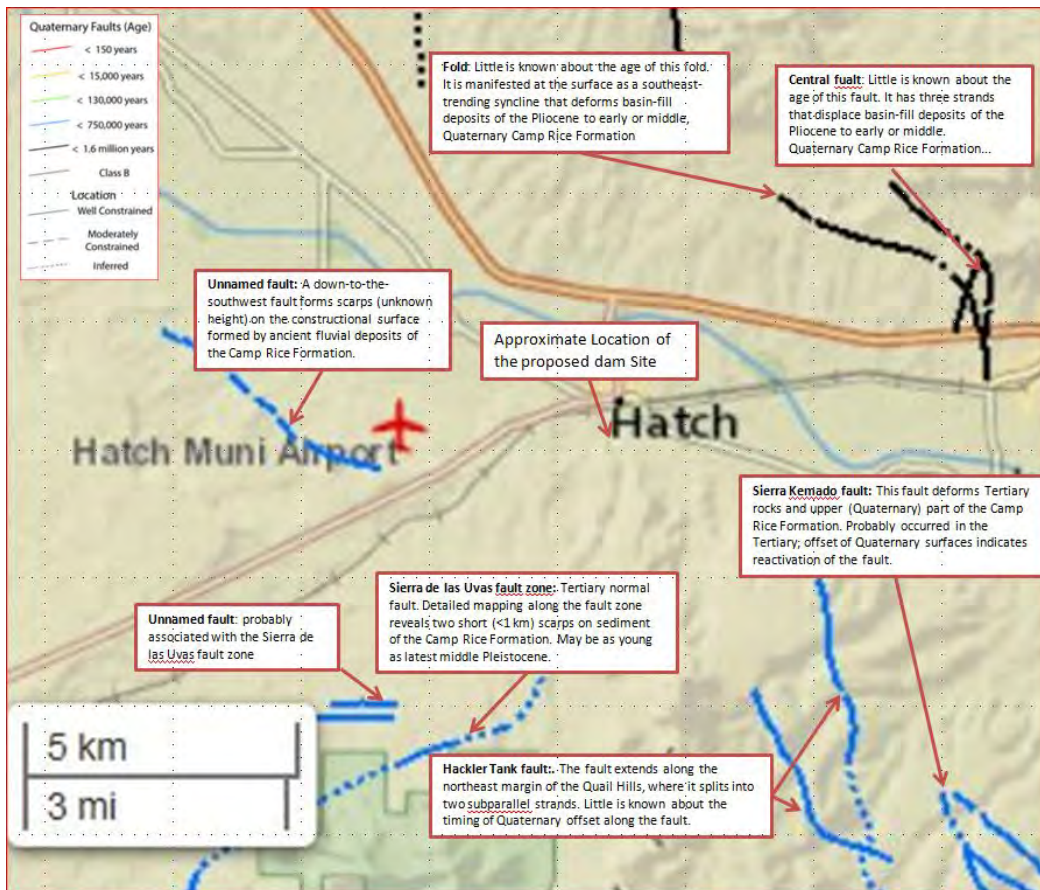 Quaternary Faults (Age)
< 150 years
< 15,000 years
< 130,000 years
< 750,000 years
< 1.6 million years
Class B
Location
Well Constrained
Moderately
Constrained
Inferred
Fold: Little is known about the age of this fold.
It is manifested at the surface as a southeast-
trending syncline that deforms basin-fill
deposits of the Pliocene to early or middle,
Quaternary Camp Rice Formation
Central fualt: Little is known about the
age of this fault. It has three strands
that displace basin-fill deposits of the
Pliocene to early or middle.
Quaternary Camp Rice Formation...
Unnamed fault: A down-to-the-
southwest fault forms scarps (unknown
height) on the constructional surface
formed by ancient fluvial deposits of
the Camp Rice Formation.
Approximate Location of
the proposed dam Site
Hatch
Hatch Muni Airport
Sierra Kemado fault: This fault deforms Tertiary
rocks and upper (Quaternary) part of the Camp
Rice Formation. Probably occurred in the
Tertiary; offset of Quaternary surfaces indicates
reactivation of the fault.
Sierra de las Uvas fault zone:. Tertiary normal
fault. Detailed mapping along the fault zone
reveals two short (<1 km) scarps on sediment
of the Camp Rice Formation. May be as young
as latest middle Pleistocene.
Unnamed fault: probably
associated with the Sierra de
las Uvas fault zone
5 km
3 mi
Hackler Tank fault:. The fault extends along the
northeast margin of the Quail Hills, where it splits into
two subparallel strands. Little is known about the
timing of Quaternary offset along the fault.